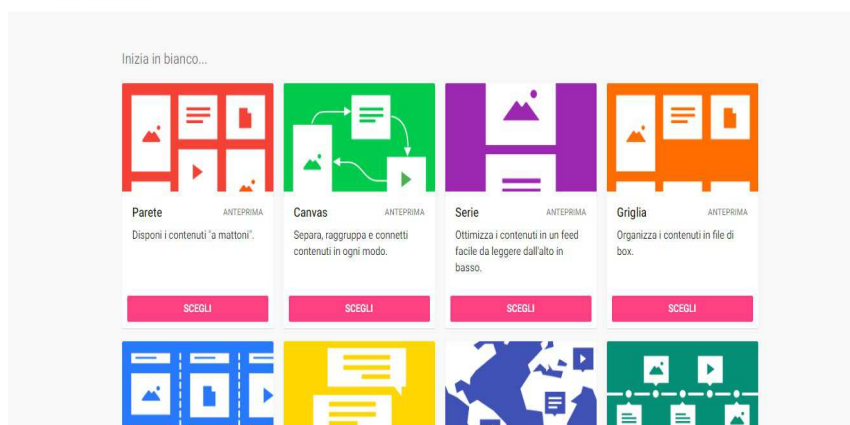 Inizia in bianco...
Parete ANTEPRIMA
Disponi i contenuti "a mattoni".
SCEGLI
Canvas ANTEPRIMA
Separa, raggruppa e connetti
contenuti in ogni modo.
SCEGLI
Serie ANTEPRIMA
Ottimizza i contenuti in un feed
facile da leggere dall'alto in
basso.
SCEGLI
Griglia ANTEPRIMA
Organizza i contenuti in file di
box.
SCEGLI